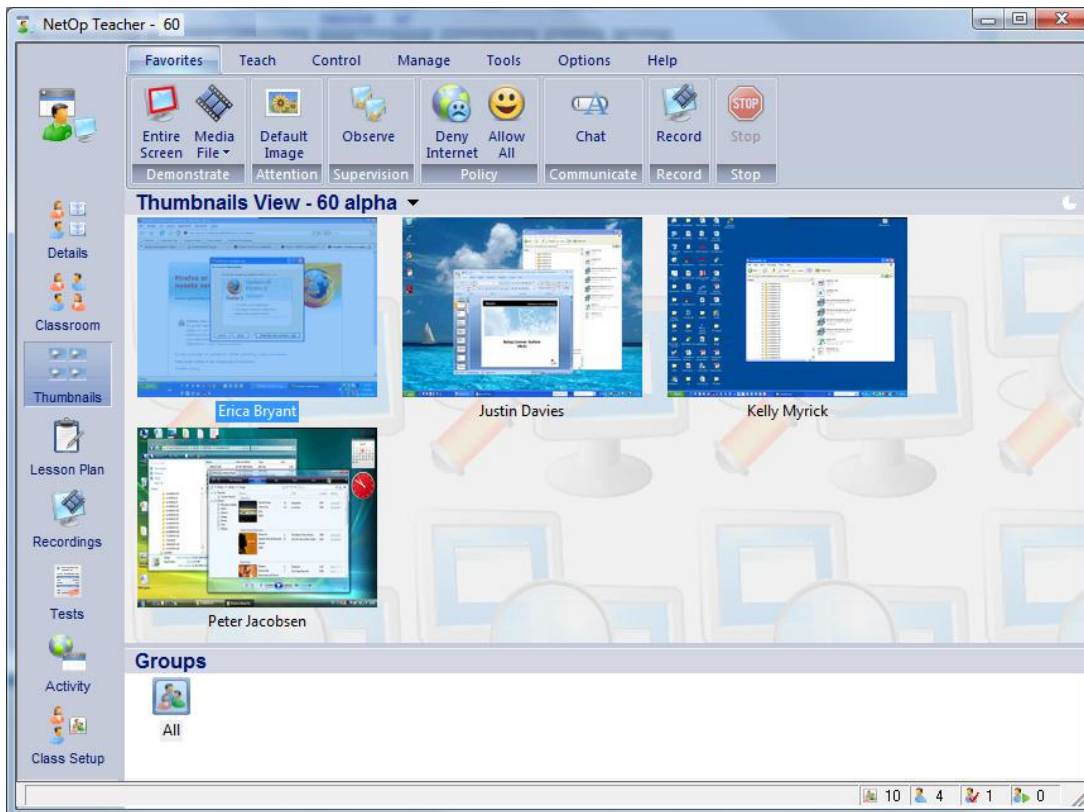 NetOp Teacher - 60
Favorites Teach Control Manage Tools Options Help
Entire Screen
Media File
Default Image
Observe
Deny Internet
Allow All
Chat
Record
Stop
Demonstrate Attention Supervision Policy Communicate Record Stop
Thumbnails View - 60 alpha
Details
Classroom
Thumbnails
Lesson Plan
Recordings
Tests
Activity
Class Setup
Erica Bryant
Justin Davies
Kelly Myrick
Peter Jacobsen
Groups
All
10 4 1 0